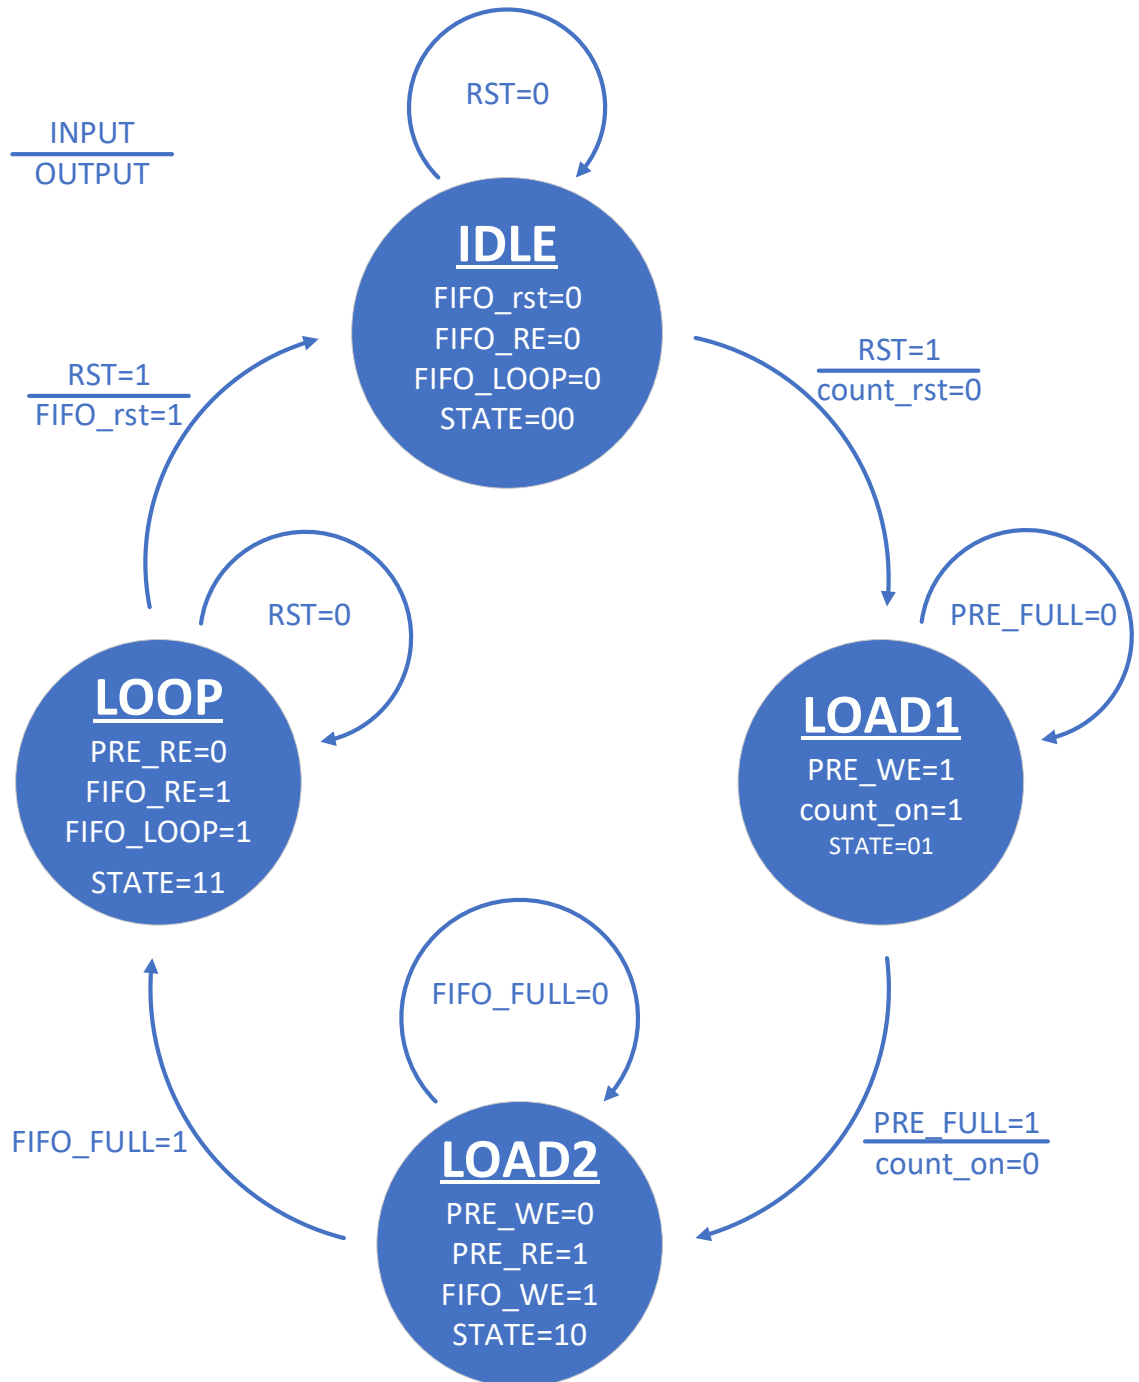 RST=0
INPUT
OUTPUT
IDLE
FIFO_rst=0
FIFO_RE=0
FIFO_LOOP=0
STATE=00
RST=1
FIFO_rst=1
RST=1
count_rst=0
RST=0
PRE_FULL=0
LOOP
PRE_RE=0
FIFO_RE=1
FIFO_LOOP=1
STATE=11
LOAD1
PRE_WE=1
count_on=1
STATE=01
FIFO_FULL=0
FIFO_FULL=1
PRE_FULL=1
count_on=0
LOAD2
PRE_WE=0
PRE_RE=1
FIFO_WE=1
STATE=10